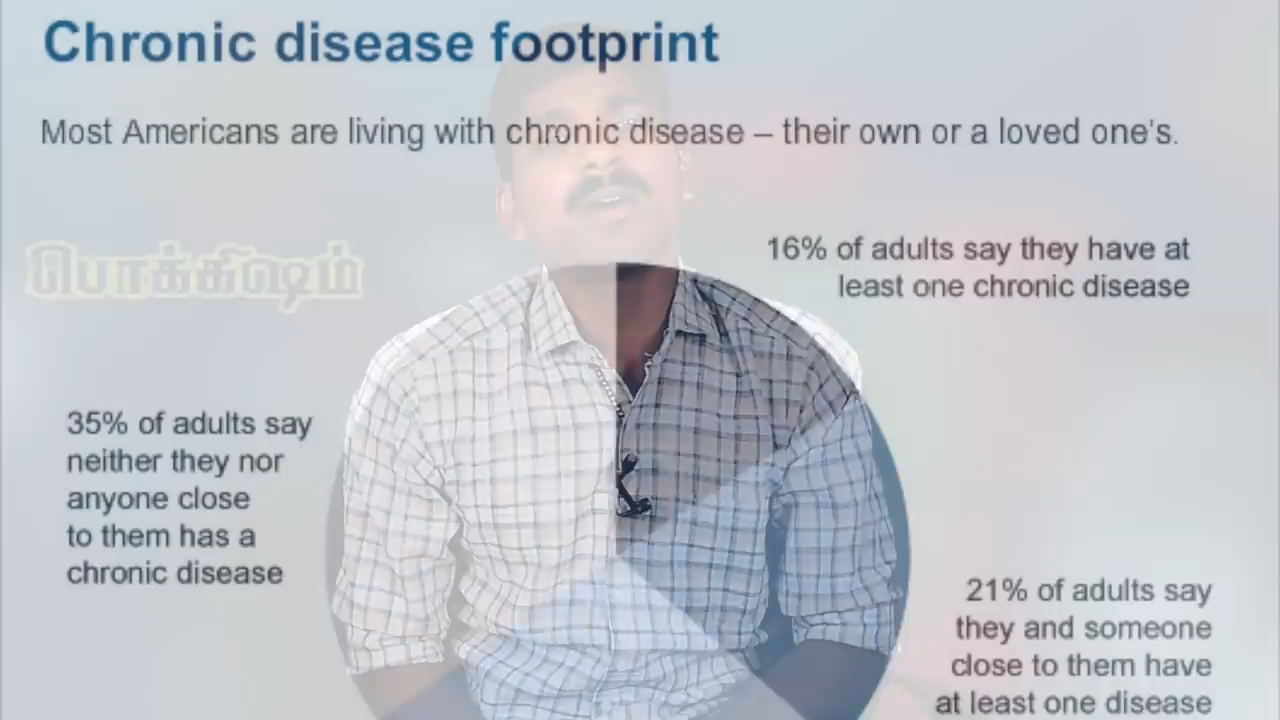 Chronic disease footprint
Most Americans are living with chronic disease – their own or a loved one's.
பொக்கிஷம்
16% of adults say they have at
least one chronic disease
35% of adults say
neither they nor
anyone close
to them has a
chronic disease
21% of adults say
they and someone
close to them have
at least one disease